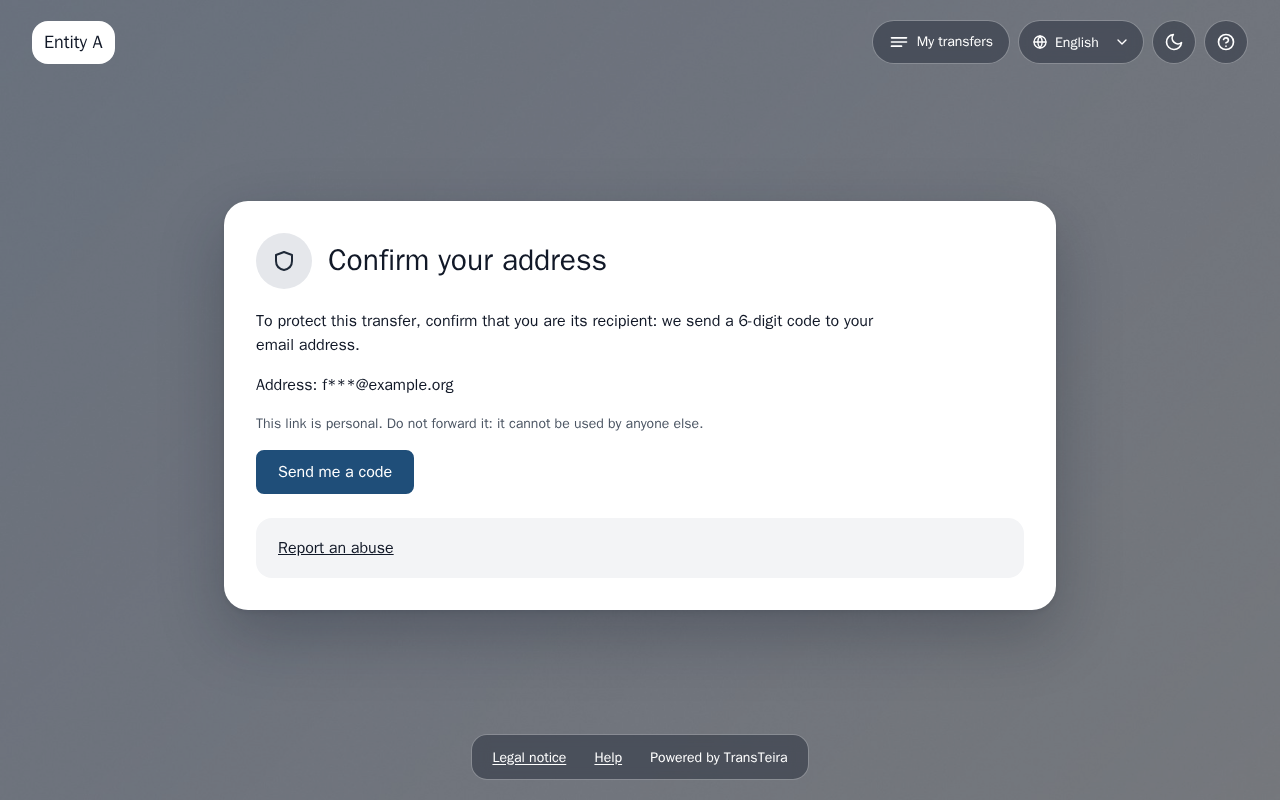 Entity A
My transfers
English
Confirm your address
To protect this transfer, confirm that you are its recipient: we send a 6-digit code to your
email address.
Address: f***@example.org
This link is personal. Do not forward it: it cannot be used by anyone else.
Send me a code
Report an abuse
Legal notice
Help
Powered by TransTeira